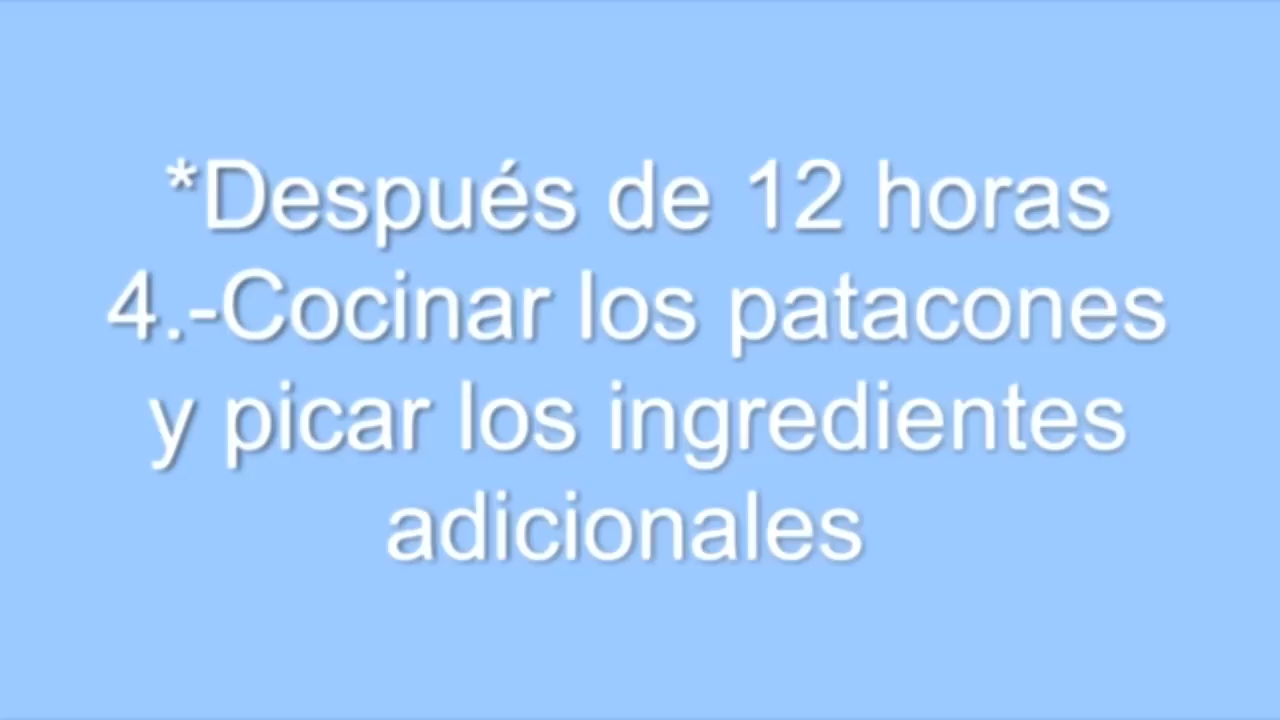 *Después de 12 horas
4.-Cocinar los patacones
y picar los ingredientes
adicionales